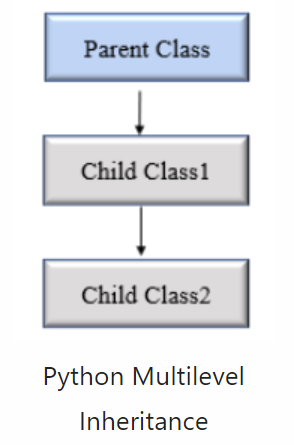 Parent Class
Child Class1
Child Class2
Python Multilevel
Inheritance